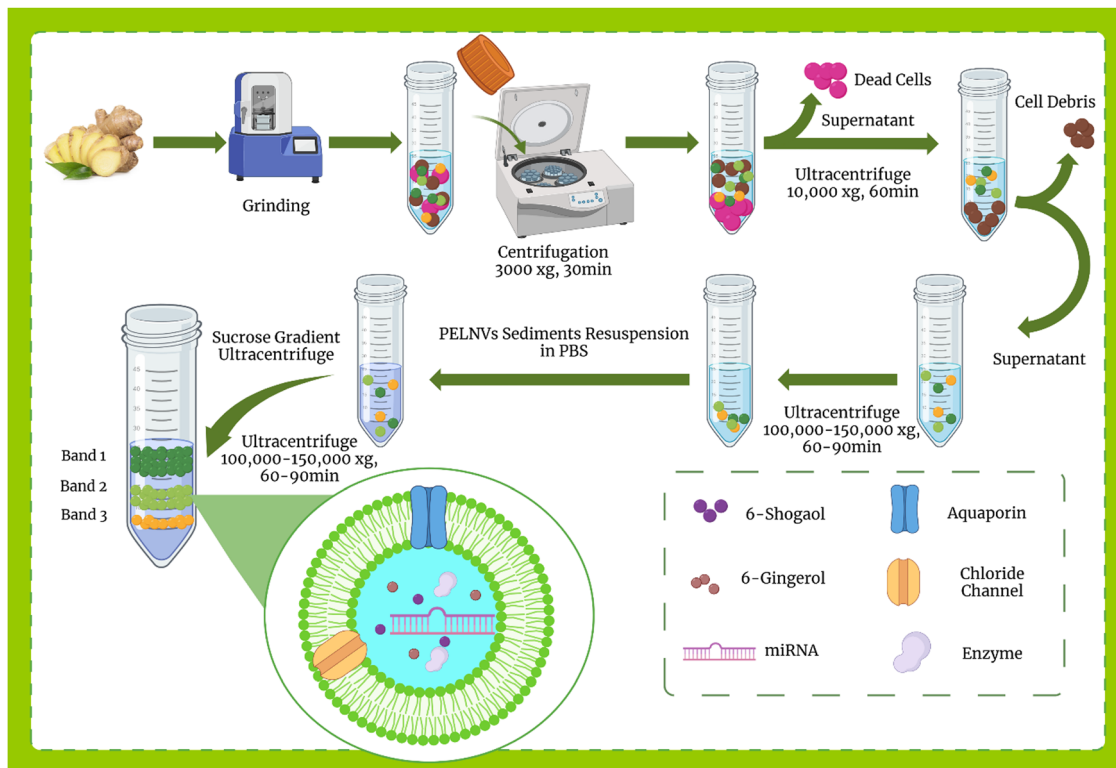 Grinding
Centrifugation
3000 xg, 30min
Dead Cells
Supernatant
Ultracentrifuge
10,000 xg, 60min
Cell Debris
Supernatant
Ultracentrifuge
100,000-150,000 xg,
60-90min
PELNVs Sediments Resuspension
in PBS
Sucrose Gradient
Ultracentrifuge
Ultracentrifuge
100,000-150,000 xg,
60-90min
Band 1
Band 2
Band 3
6-Shogaol
Aquaporin
6-Gingerol
Chloride
Channel
miRNA
Enzyme